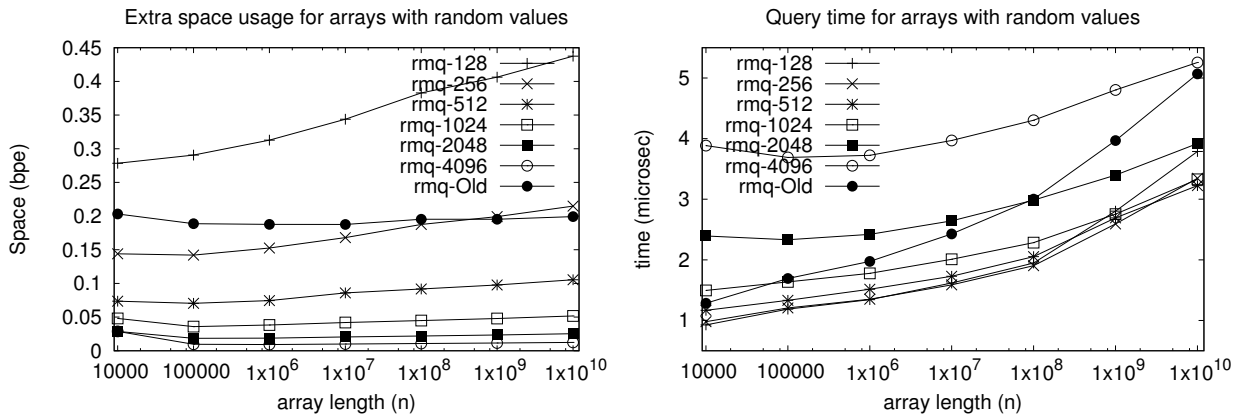 Extra space usage for arrays with random values
Space (bpe)
0.45
0.4
0.35
0.3
0.25
0.2
0.15
0.1
0.05
0
rmq-128
rmq-256
rmq-512
rmq-1024
rmq-2048
rmq-4096
rmq-Old
10000 100000 1x10^6 1x10^7 1x10^8 1x10^9 1x10^10
array length (n)
Query time for arrays with random values
time (microsec)
5
4
3
2
1
rmq-128
rmq-256
rmq-512
rmq-1024
rmq-2048
rmq-4096
rmq-Old
10000 100000 1x10^6 1x10^7 1x10^8 1x10^9 1x10^10
array length (n)